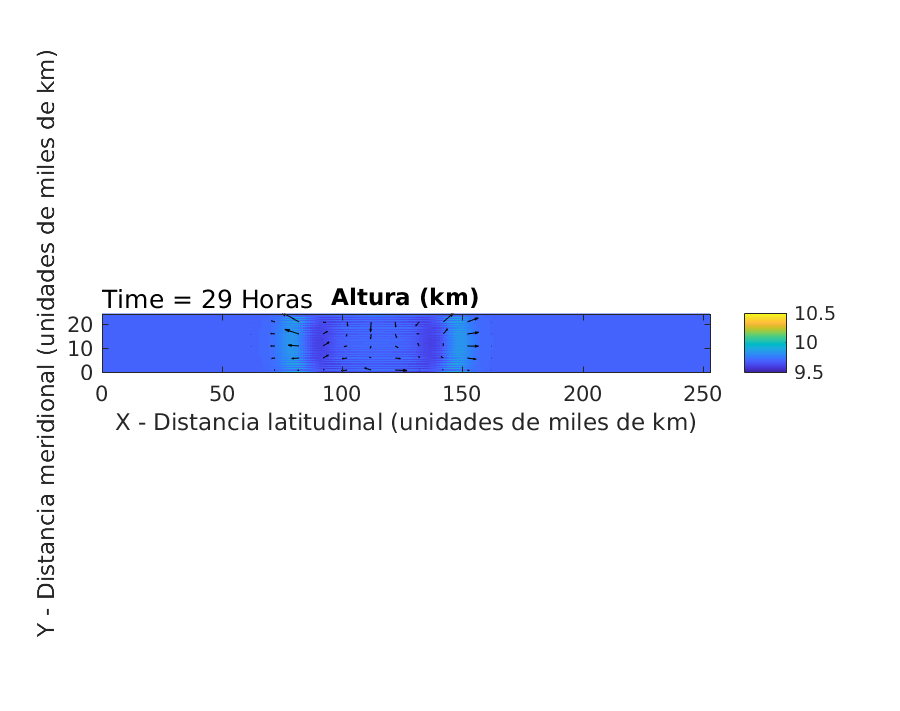 Y - Distancia meridional (unidades de miles de km)
Time = 29 Horas Altura (km)
20
10
0
0 50 100 150 200 250
X - Distancia latitudinal (unidades de miles de km)
10.5
10
9.5